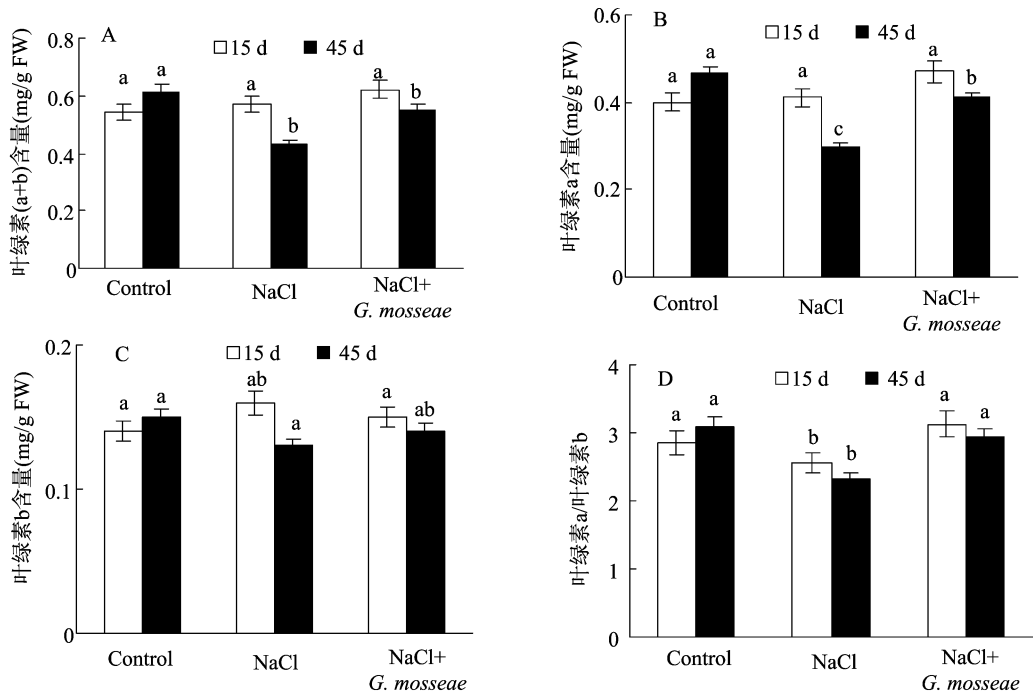 A
15 d 45 d
叶绿素(a+b)含量(mg/g FW)
0.8
0.6
0.4
0.2
0
a a a b a b
Control NaCl NaCl+
G. mosseae
B
15 d 45 d
叶绿素a含量(mg/g FW)
0.6
0.4
0.2
0
a a a c a b
Control NaCl NaCl+
G. mosseae
C
15 d 45 d
叶绿素b含量(mg/g FW)
0.2
0.1
0
a a ab a a ab
Control NaCl NaCl+
G. mosseae
D
15 d 45 d
叶绿素a/叶绿素b
4
3
2
1
0
a a b b a a
Control NaCl NaCl+
G. mosseae